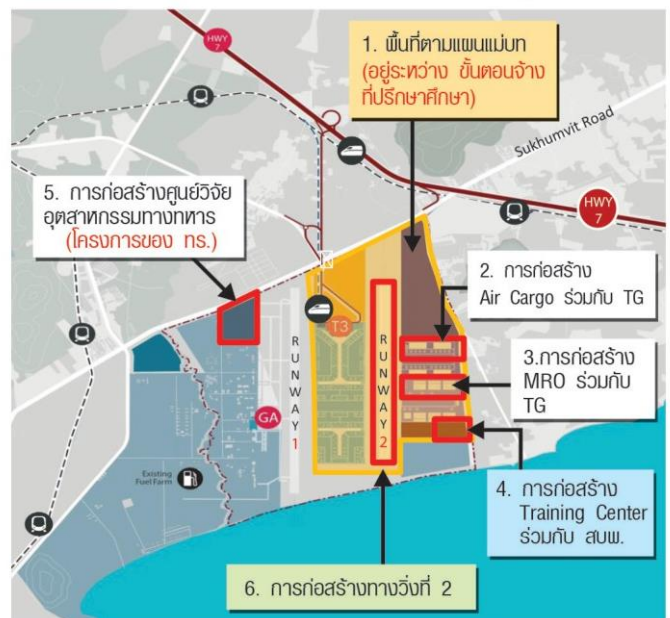 HWY
7
1. พื้นที่ตามแผนแม่บท
(อยู่ระหว่าง ขั้นตอนจ้าง
ที่ปรึกษาศึกษา)
Sukhumvit Road
HWY
7
5. การก่อสร้างศูนย์วิจัย
อุตสาหกรรมทางทหาร
(โครงการของ ทร.)
2. การก่อสร้าง
Air Cargo ร่วมกับ TG
T3
RUNWAY 1
RUNWAY 2
3.การก่อสร้าง
MRO ร่วมกับ
TG
GA
Existing
Fuel Farm
4. การก่อสร้าง
Training Center
ร่วมกับ สบพ.
6. การก่อสร้างทางวิ่งที่ 2